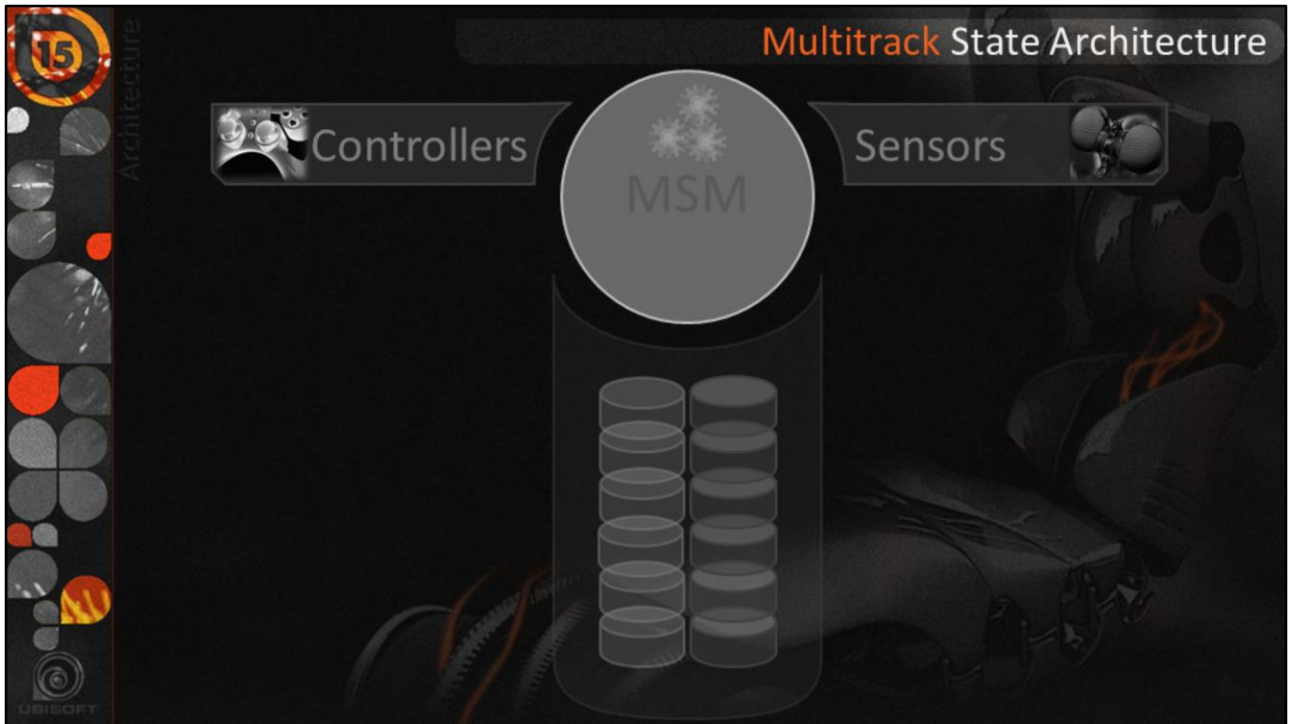 15
Architecture
Multitrack State Architecture
Controllers
Sensors
MSM
UBISOFT